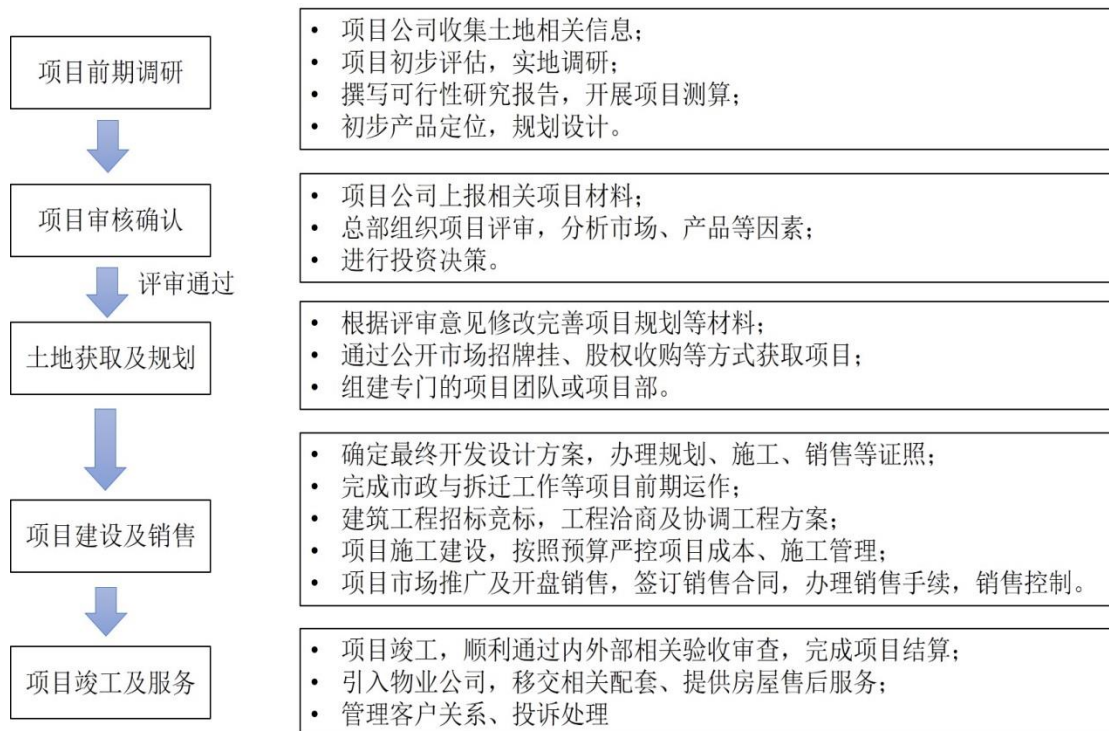 项目前期调研
• 项目公司收集土地相关信息；
• 项目初步评估，实地调研；
• 撰写可行性研究报告，开展项目测算；
• 初步产品定位，规划设计。
项目审核确认
• 项目公司上报相关项目材料；
• 总部组织项目评审，分析市场、产品等因素；
• 进行投资决策。
评审通过
土地获取及规划
• 根据评审意见修改完善项目规划等材料；
• 通过公开市场招牌挂、股权收购等方式获取项目；
• 组建专门的项目团队或项目部。
项目建设及销售
• 确定最终开发设计方案，办理规划、施工、销售等证照；
• 完成市政与拆迁工作等项目前期运作；
• 建筑工程招标竞标，工程洽商及协调工程方案；
• 项目施工建设，按照预算严控项目成本、施工管理；
• 项目市场推广及开盘销售，签订销售合同，办理销售手续，销售控制。
项目竣工及服务
• 项目竣工，顺利通过内外部相关验收审查，完成项目结算；
• 引入物业公司，移交相关配套、提供房屋售后服务；
• 管理客户关系、投诉处理